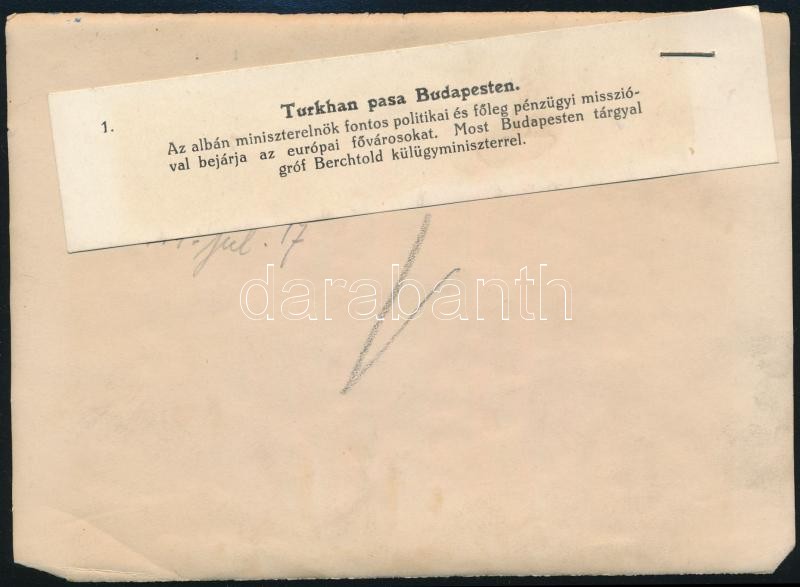 1.
Turkhan pasa Budapesten.
Az albán miniszterelnök fontos politikai és főleg pénzügyi misszió-
val bejárja az európai fővárosokat. Most Budapesten tárgyal
gróf Berchtold külügyminiszterrel.
jul. 17
darabanth